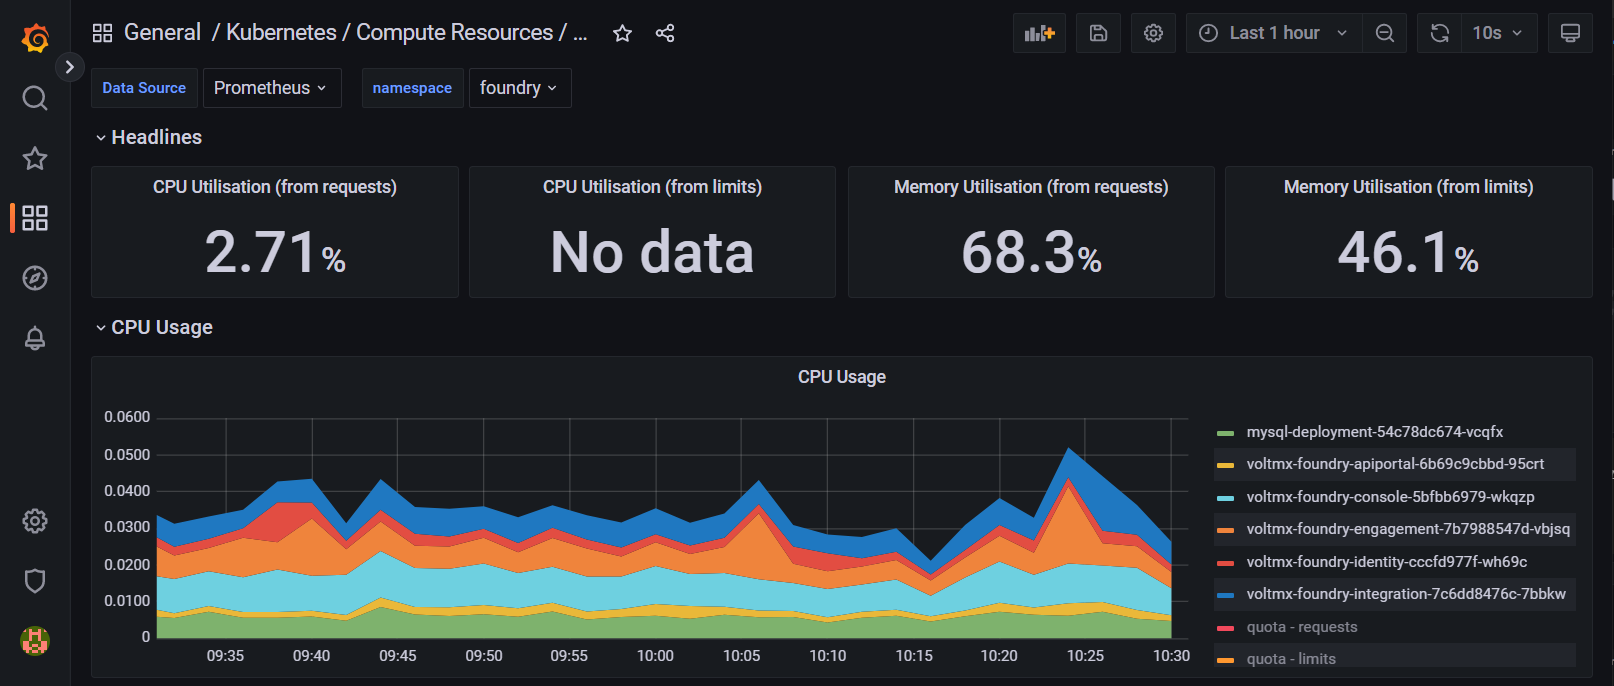 General / Kubernetes / Compute Resources / ...
Last 1 hour
10s
Data Source
Prometheus
namespace
foundry
Headlines
CPU Utilisation (from requests)
2.71%
CPU Utilisation (from limits)
No data
Memory Utilisation (from requests)
68.3%
Memory Utilisation (from limits)
46.1%
CPU Usage
CPU Usage
0.0600
0.0500
0.0400
0.0300
0.0200
0.0100
0
09:35 09:40 09:45 09:50 09:55 10:00 10:05 10:10 10:15 10:20 10:25 10:30
mysql-deployment-54c78dc674-vcqfx
voltmx-foundry-apiportal-6b69c9cbbd-95crt
voltmx-foundry-console-5bfbb6979-wkqzp
voltmx-foundry-engagement-7b7988547d-vbjsq
voltmx-foundry-identity-cccfd977f-wh69c
voltmx-foundry-integration-7c6dd8476c-7bbkw
quota - requests
quota - limits